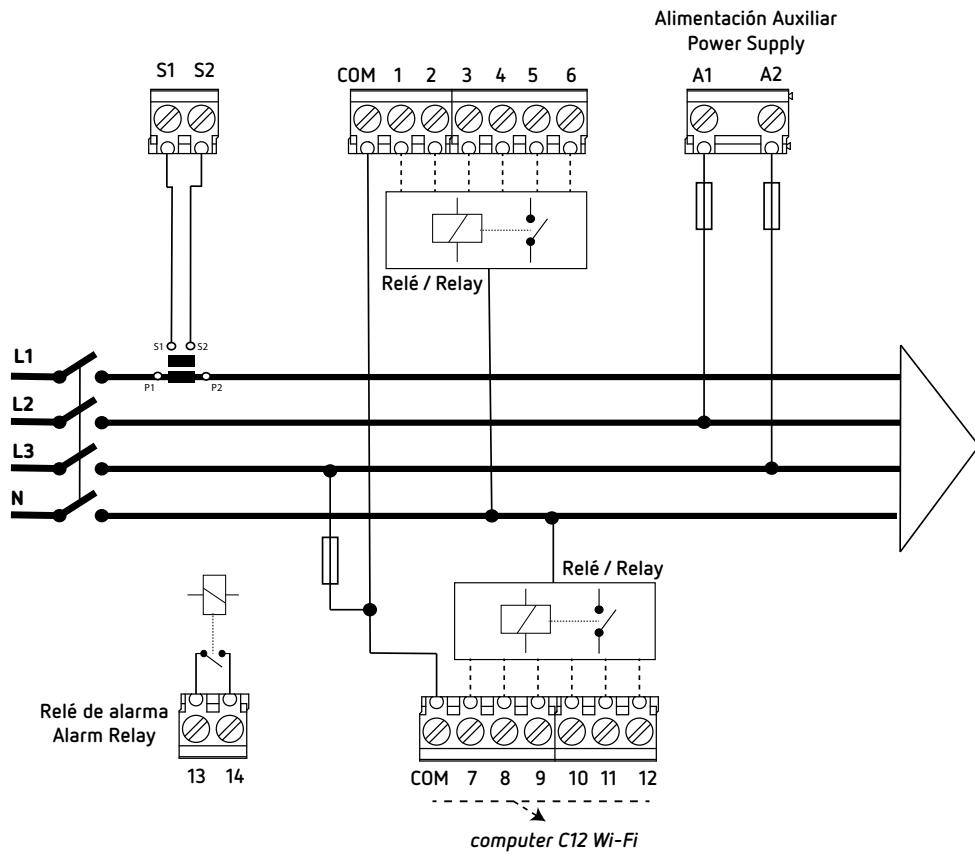 Alimentación Auxiliar
Power Supply
S1 S2
COM 1 2 3 4 5 6
A1 A2
Relé / Relay
S1 S2
L1
P1 P2
L2
L3
N
Relé / Relay
Relé de alarma
Alarm Relay
13 14
COM 7 8 9 10 11 12
computer C12 Wi-Fi